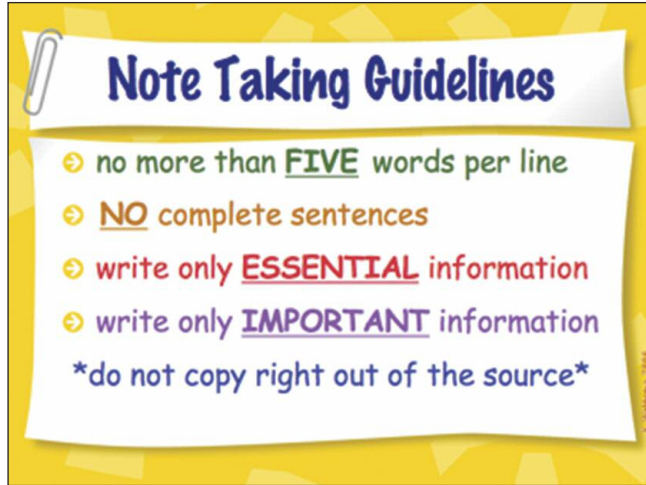 Note Taking Guidelines
no more than FIVE words per line
NO complete sentences
write only ESSENTIAL information
write only IMPORTANT information
*do not copy right out of the source*